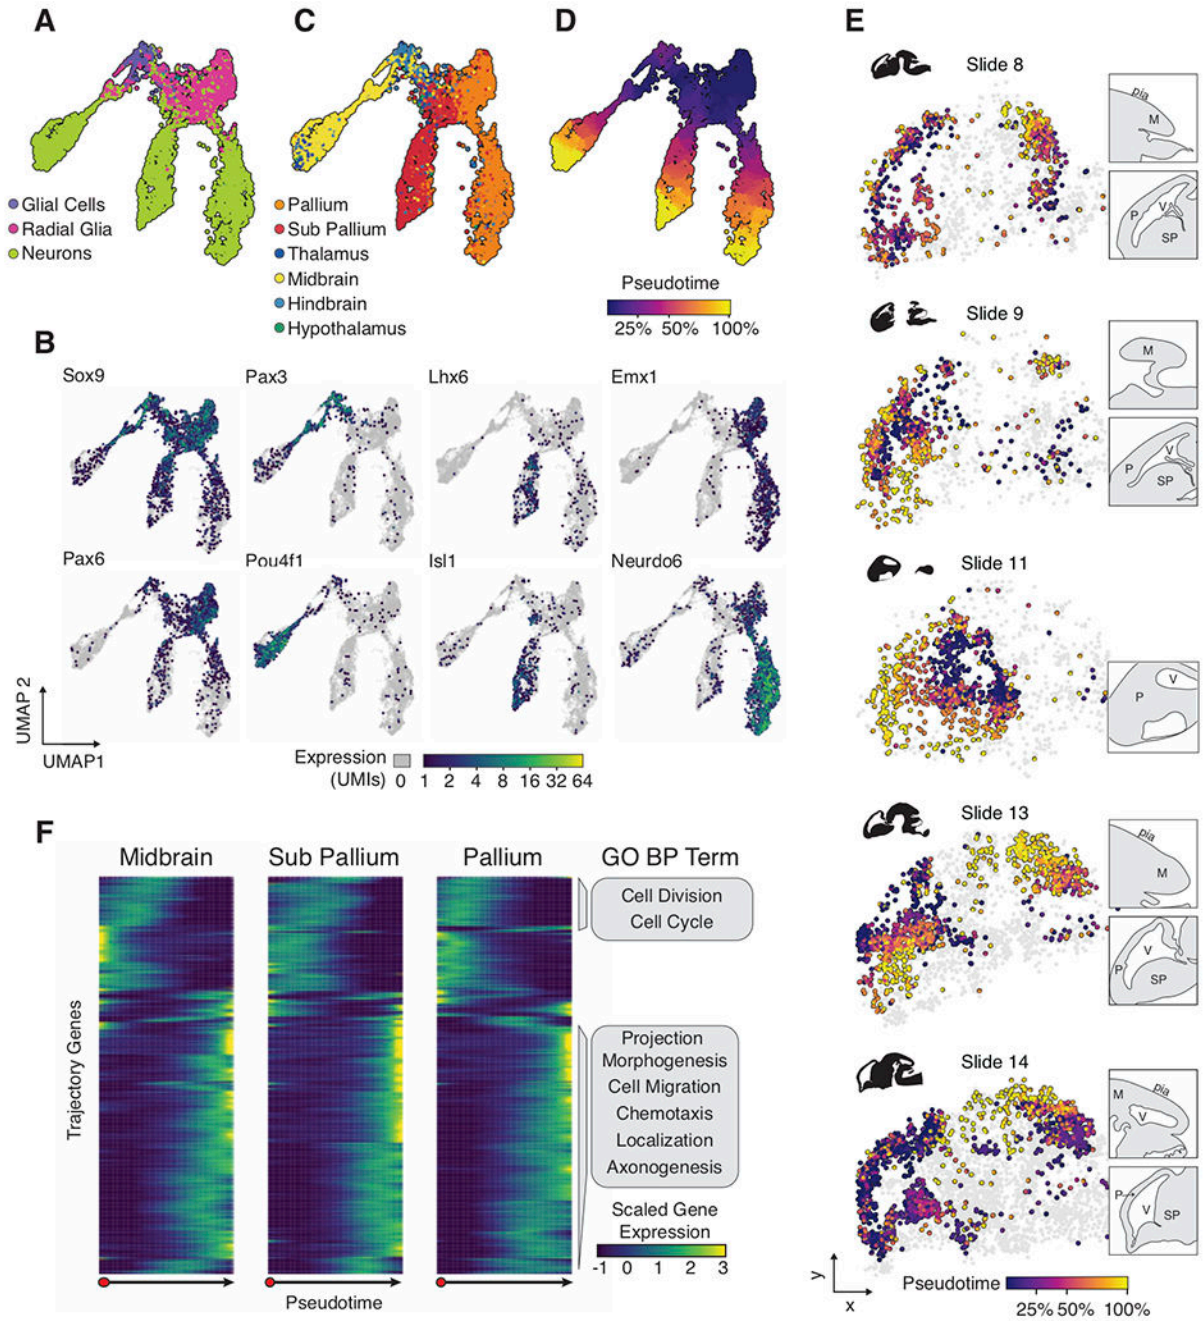 A
Glial Cells
Radial Glia
Neurons
C
Pallium
Sub Pallium
Thalamus
Midbrain
Hindbrain
Hypothalamus
D
Pseudotime
25% 50% 100%
B
Sox9 Pax3 Lhx6 Emx1
Pax6 Pou4f1 Isl1 Neurdo6
UMAP 2
UMAP1
Expression
(UMIs)
0 1 2 4 8 16 32 64
E
Slide 8
pia
M
P V
SP
Slide 9
M
P V
SP
Slide 11
P V
Slide 13
pia
M
P V
SP
Slide 14
M pia
V
P V SP
y
x
Pseudotime
25% 50% 100%
F
Midbrain Sub Pallium Pallium GO BP Term
Trajectory Genes
Cell Division
Cell Cycle
Projection
Morphogenesis
Cell Migration
Chemotaxis
Localization
Axonogenesis
Scaled Gene
Expression
-1 0 1 2 3
Pseudotime